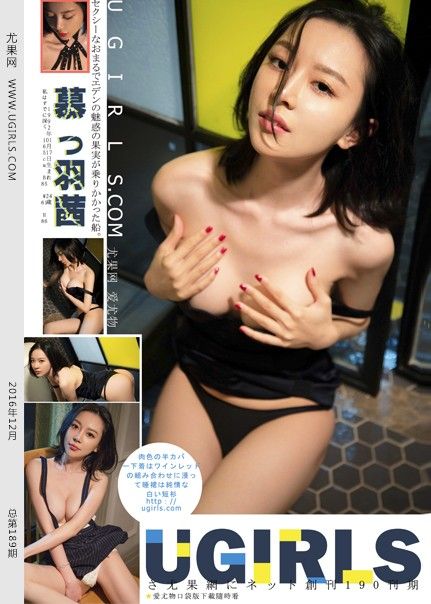 尤果网 WWW.UGIRLS.COM
2016年12月
总第189期
慕っ羽茜
セクシーなおまるでエデンの魅惑の果実が乗りかかった船。
UGIRLS.COM
尤果网 爱尤物
肉色の半カバ
ー下着はワインレッド
の組み合わせに浸っ
て睡裙は純情な
白い短衫
http：//
ugirls.com
UGIRLS
さ尤果網にネット創刊190刊期
★爱尤物口袋版下載隨時看